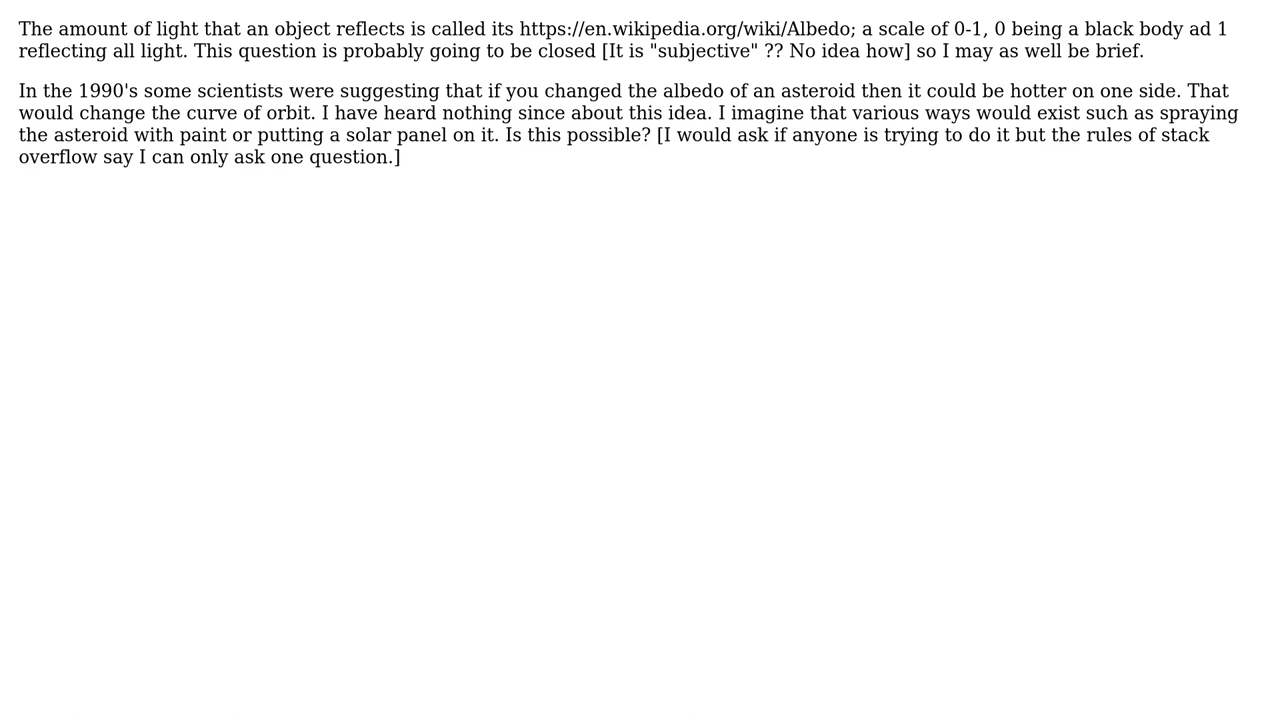 The amount of light that an object reflects is called its https://en.wikipedia.org/wiki/Albedo; a scale of 0-1, 0 being a black body ad 1
reflecting all light. This question is probably going to be closed [It is "subjective" ?? No idea how] so I may as well be brief.
In the 1990's some scientists were suggesting that if you changed the albedo of an asteroid then it could be hotter on one side. That
would change the curve of orbit. I have heard nothing since about this idea. I imagine that various ways would exist such as spraying
the asteroid with paint or putting a solar panel on it. Is this possible? [I would ask if anyone is trying to do it but the rules of stack
overflow say I can only ask one question.]